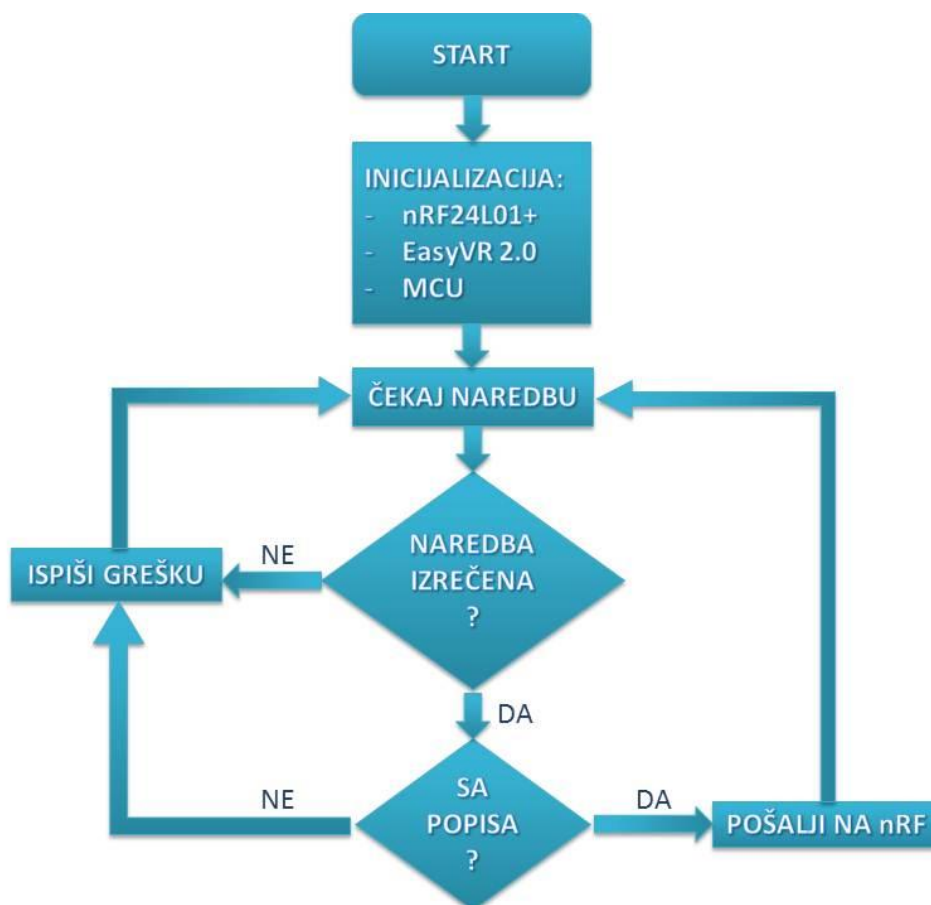 START
INICIJALIZACIJA:
- nRF24L01+
- EasyVR 2.0
- MCU
ČEKAJ NAREDBU
NAREDBA
IZREČENA
?
NE
ISPIŠI GREŠKU
DA
SA
POPISA
?
NE
DA
POŠALJI NA nRF